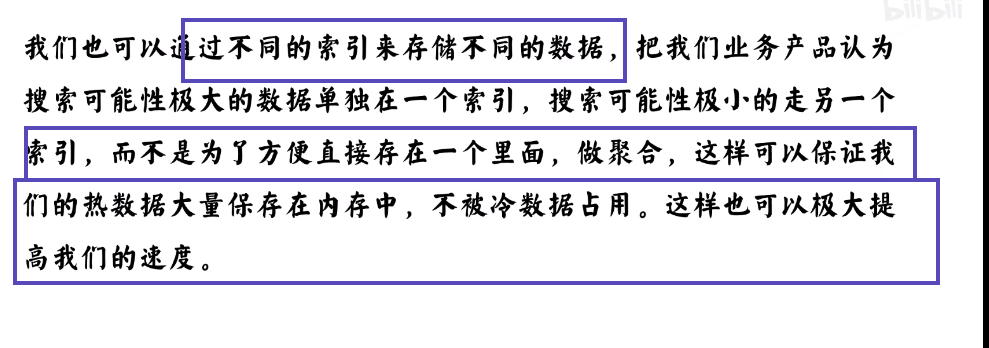 bilibili
我们也可以通过不同的索引来存储不同的数据，把我们业务产品认为
搜索可能性极大的数据单独在一个索引，搜索可能性极小的走另一个
索引，而不是为了方便直接存在一个里面，做聚合，这样可以保证我
们的热数据大量保存在内存中，不被冷数据占用。这样也可以极大提
高我们的速度。